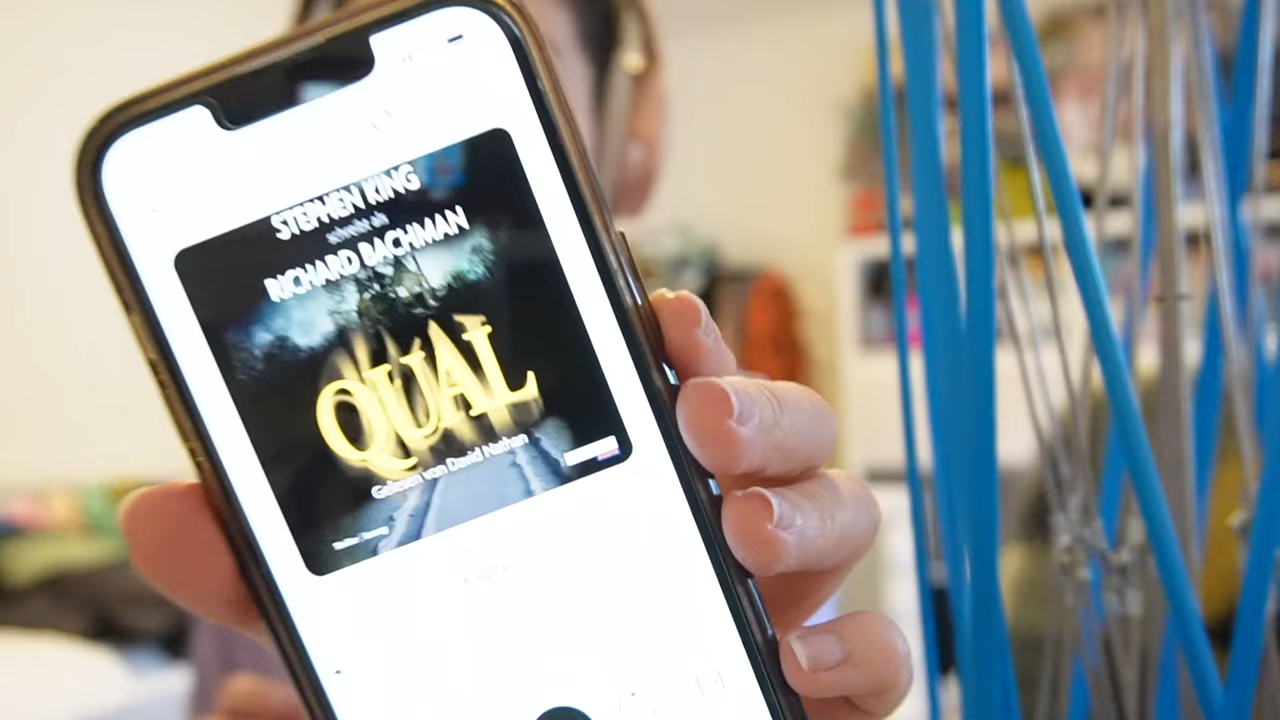 STEPHEN KING
schreibt als
RICHARD BACHMAN
QUAL
Gelesen von David Nathan